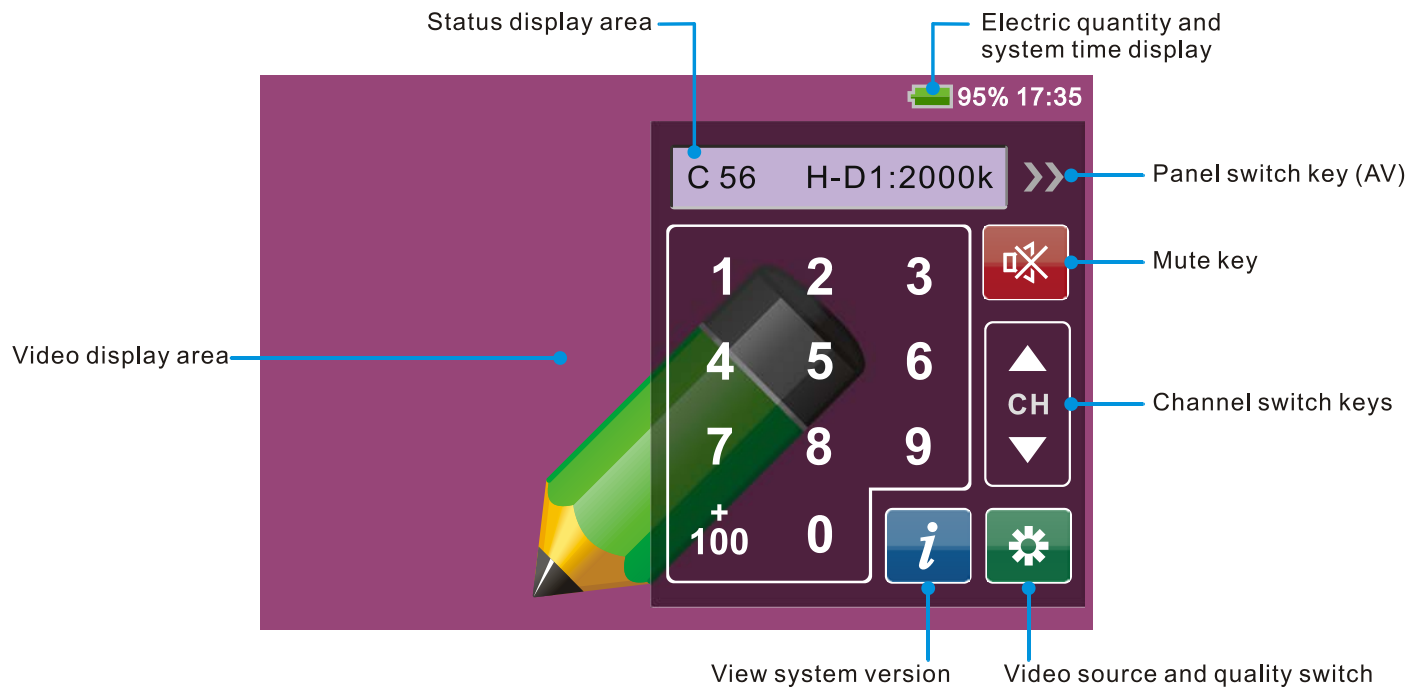 Status display area
Electric quantity and
system time display
95% 17:35
C 56 H-D1:2000k
Panel switch key (AV)
1 2 3
Mute key
Video display area
4 5 6
CH
Channel switch keys
7 8 9
+
100 0 i
View system version
Video source and quality switch